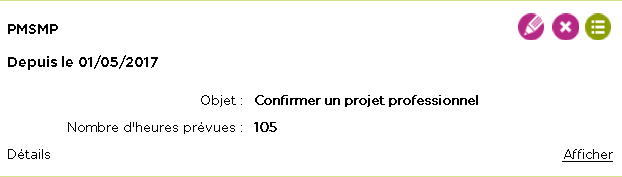 PMSMP
Depuis le 01/05/2017
Objet : Confirmer un projet professionnel
Nombre d'heures prévues : 105
Détails Afficher